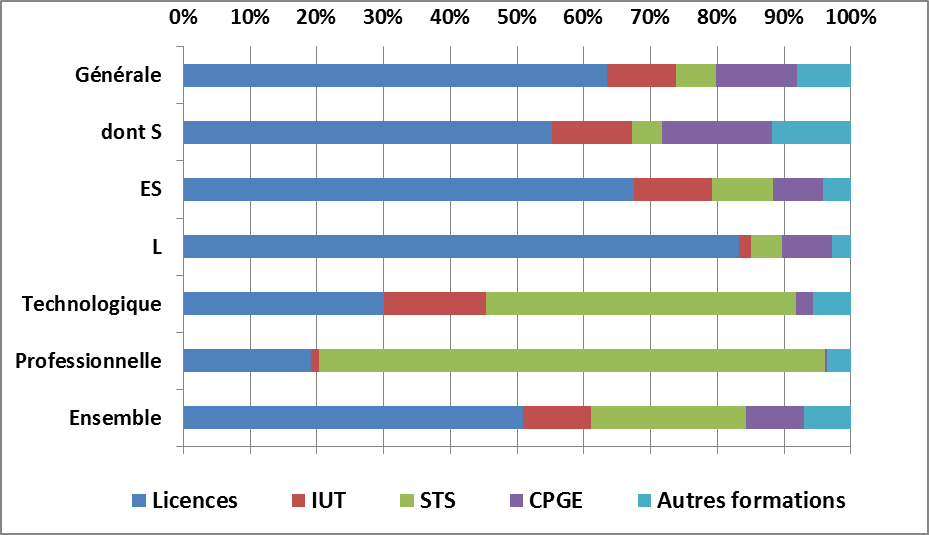 0% 10% 20% 30% 40% 50% 60% 70% 80% 90% 100%
Générale
dont S
ES
L
Technologique
Professionnelle
Ensemble
Licences IUT STS CPGE Autres formations